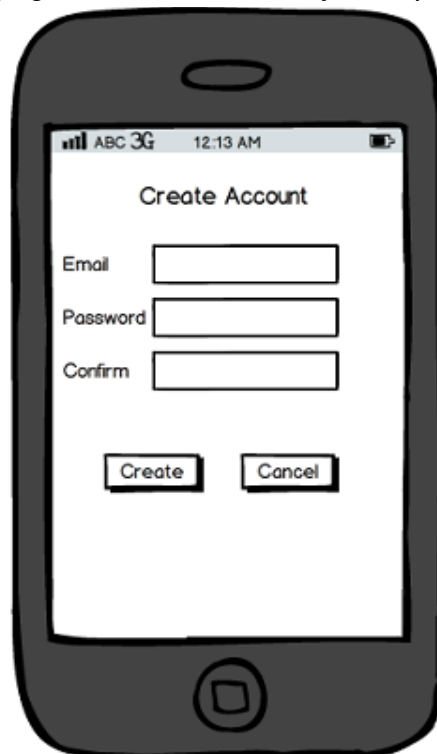 ABC 3G 12:13 AM
Create Account
Email
Password
Confirm
Create Cancel